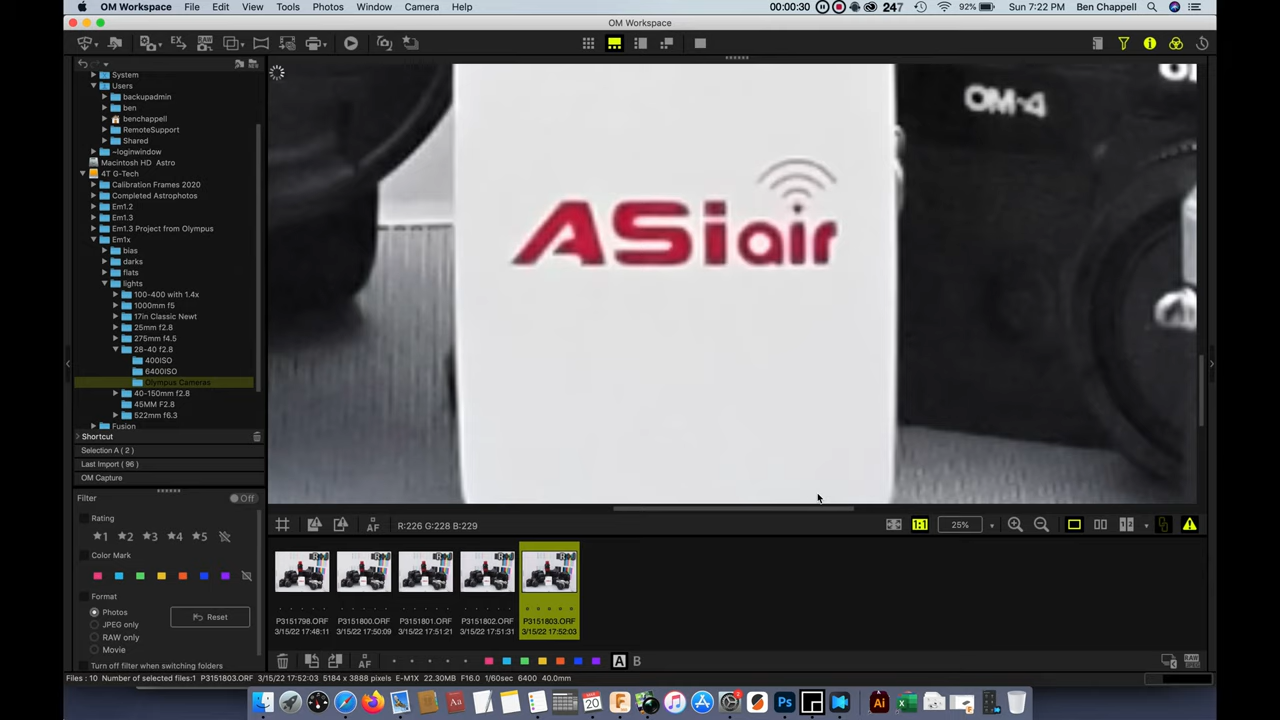 OM Workspace File Edit View Tools Photos Window Camera Help 00:00:30 247 92% Sun 7:22 PM Ben Chappell
OM Workspace
System
Users
backupadmin
ben
benchappell
RemoteSupport
Shared
~loginwindow
Macintosh HD Astro
4T G-Tech
Calibration Frames 2020
Completed Astrophotos
Em1.2
Em1.3
Em1.3 Project from Olympus
Em1x
bias
darks
flats
lights
100-400 with 1.4x
1000mm f5
17in Classic Newt
25mm f2.8
275mm f4.5
28-40 f2.8
400ISO
6400ISO
Olympus Cameras
40-150mm f2.8
45MM F2.8
522mm f6.3
Fusion
Shortcut
Selection A ( 2 )
Last Import ( 96 )
OM Capture
Filter Off
Rating
1 2 3 4 5
Color Mark
Format
Photos
Reset
JPEG only
RAW only
Movie
Turn off filter when switching folders
OM-4
ASiair
AF R:226 G:228 B:229 1:1 25%
P3151798.ORF P3151800.ORF P3151801.ORF P3151802.ORF P3151803.ORF
3/15/22 17:48:11 3/15/22 17:50:09 3/15/22 17:51:21 3/15/22 17:51:31 3/15/22 17:52:03
AF A B
Files: 10 Number of selected files:1 P3151803.ORF 5184 x 3888 pixels E-M1X 22.30MB F16.0 1/60sec 6400 40.0mm